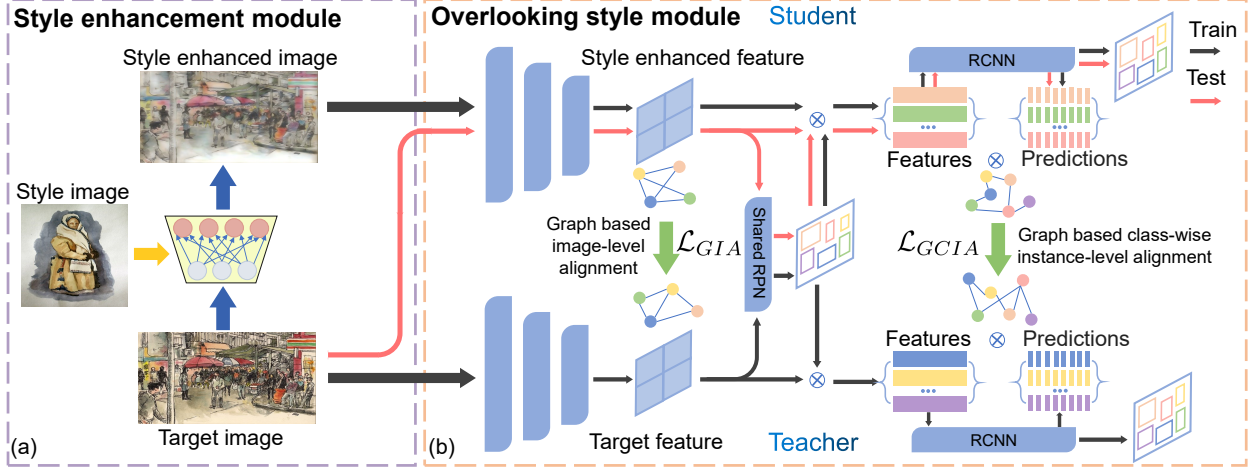 Style enhancement module
Style enhanced image
Style image
Target image
(a)
Overlooking style module
Student
Style enhanced feature
RCNN
Train
Test
Features
Predictions
Graph based
image-level
alignment
ℒGIA
Shared RPN
ℒGCIA
Graph based class-wise
instance-level alignment
Features
Predictions
Target feature
Teacher
RCNN
(b)